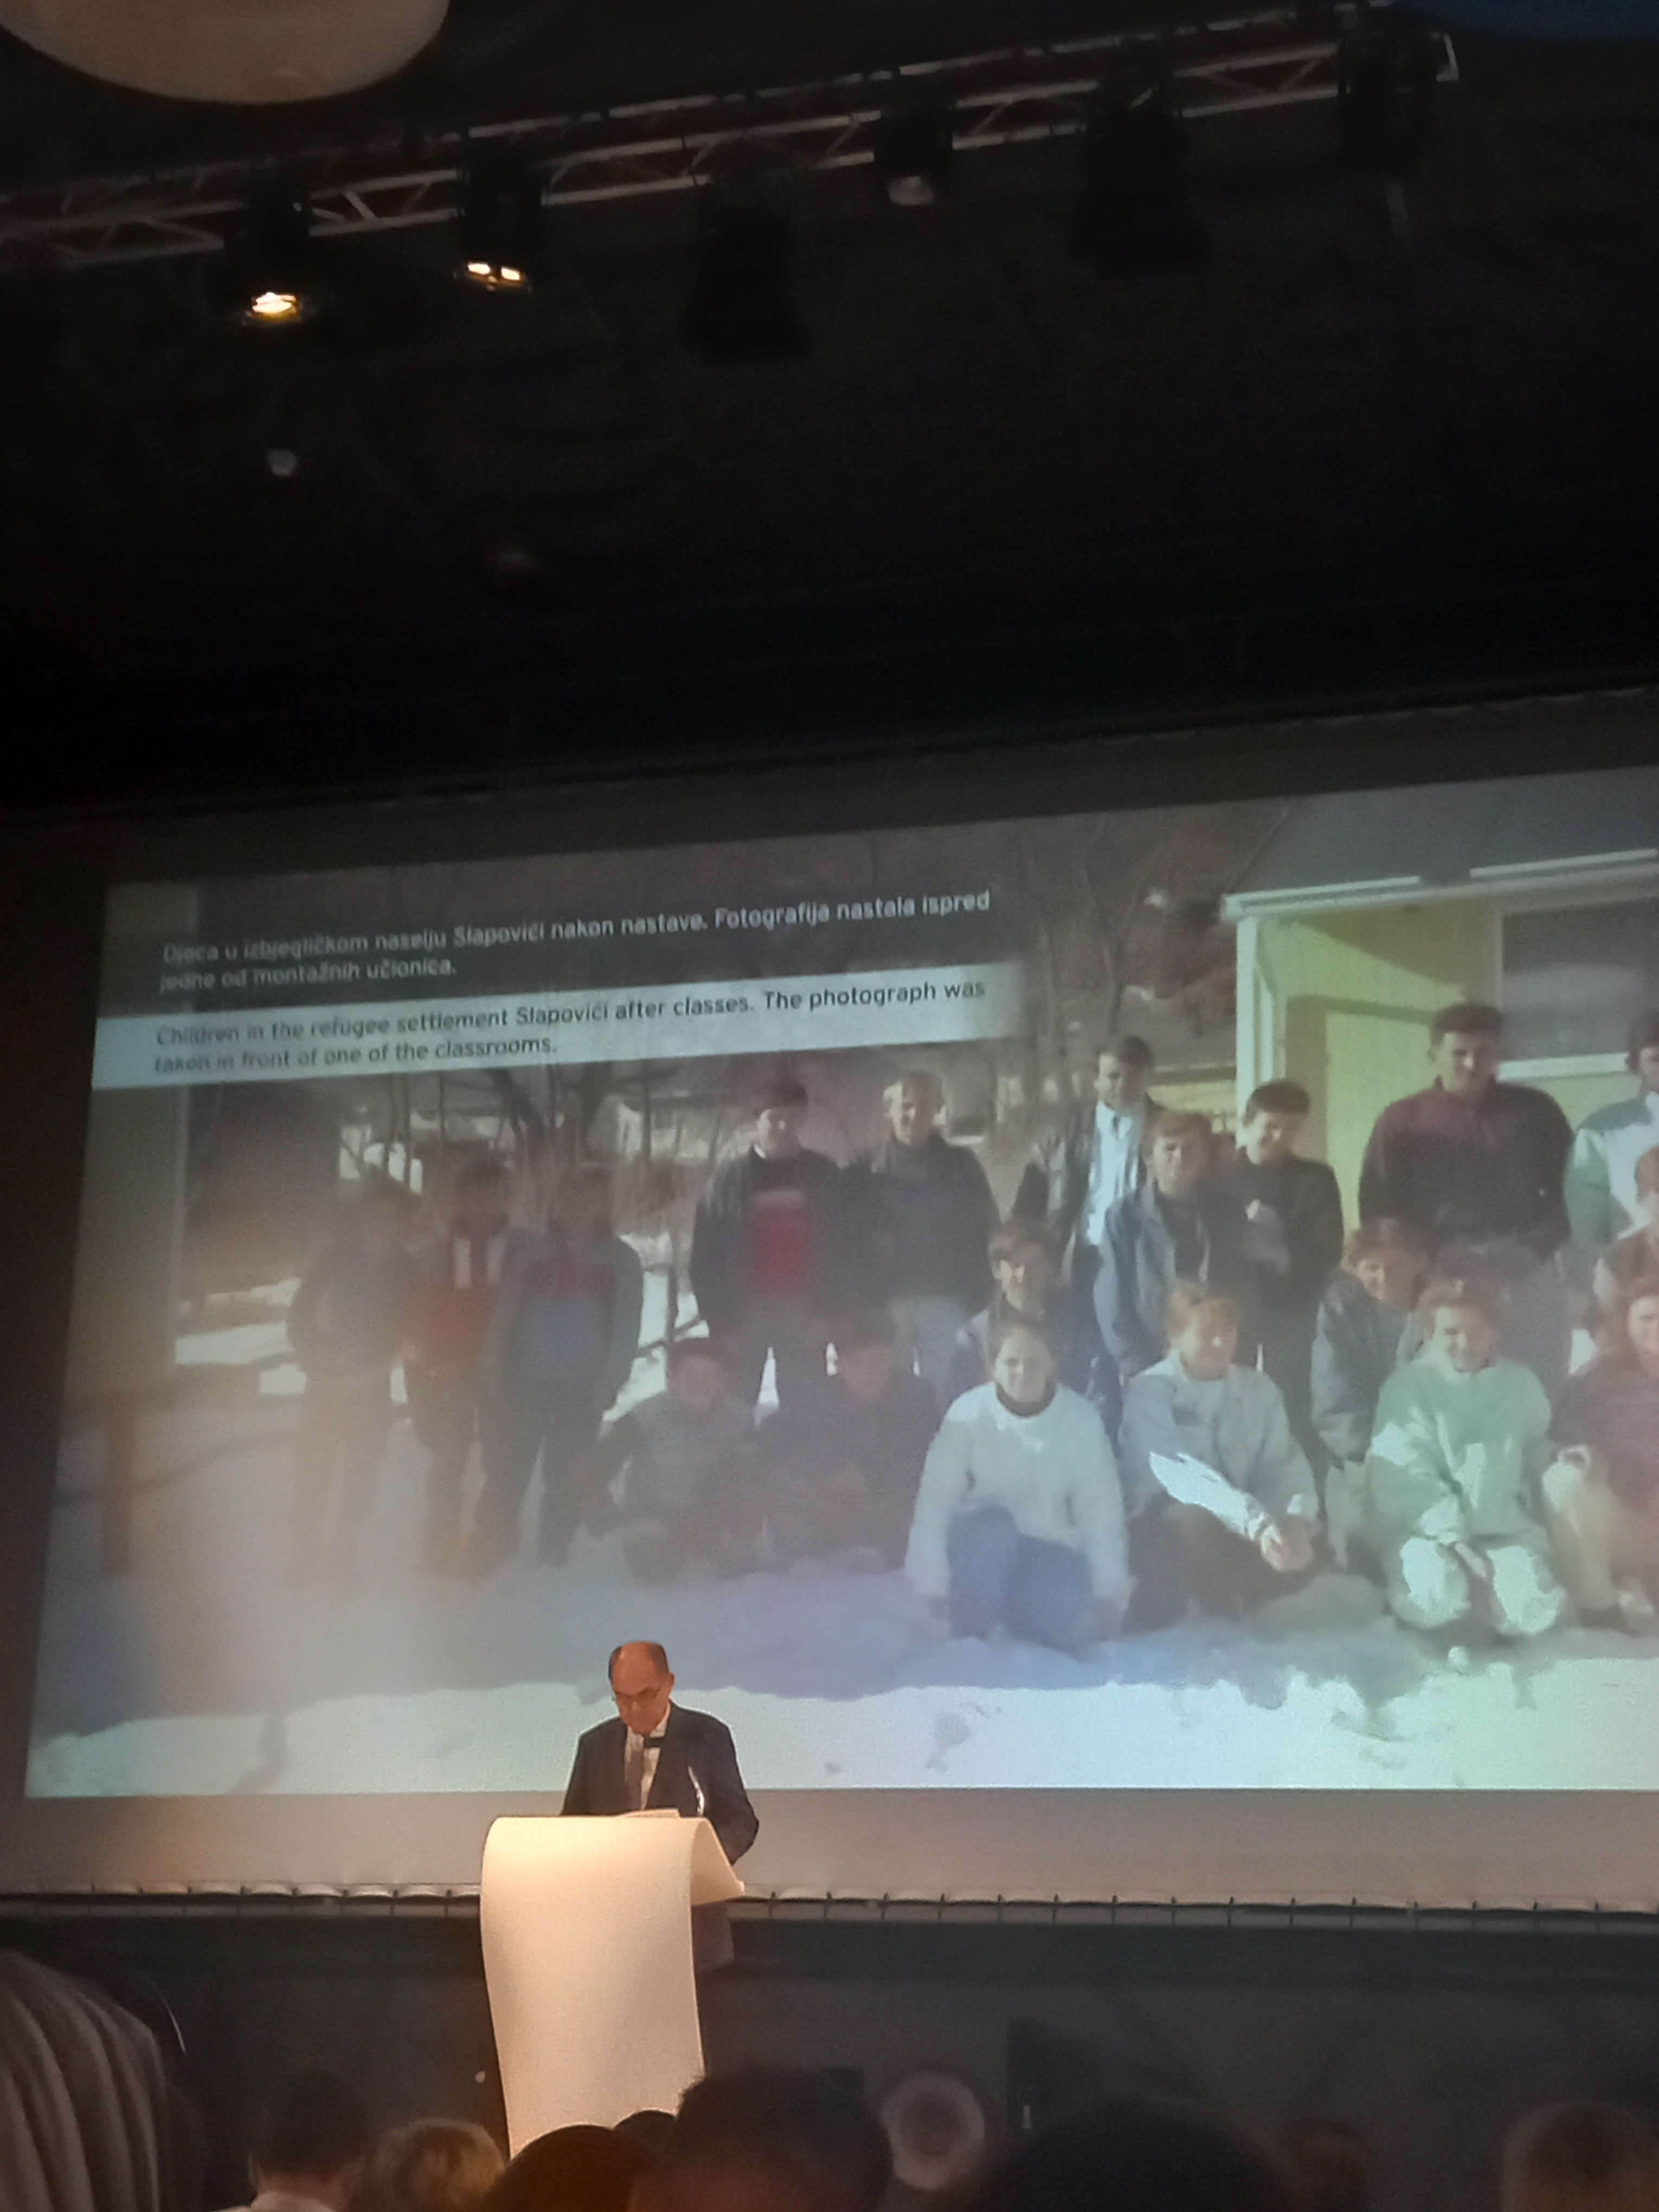 Djeca u izbjegličkom naselju Slapovići nakon nastave. Fotografija nastala ispred
jedne od montažnih učionica.
Children in the refugee settlement Slapovići after classes. The photograph was
taken in front of one of the classrooms.